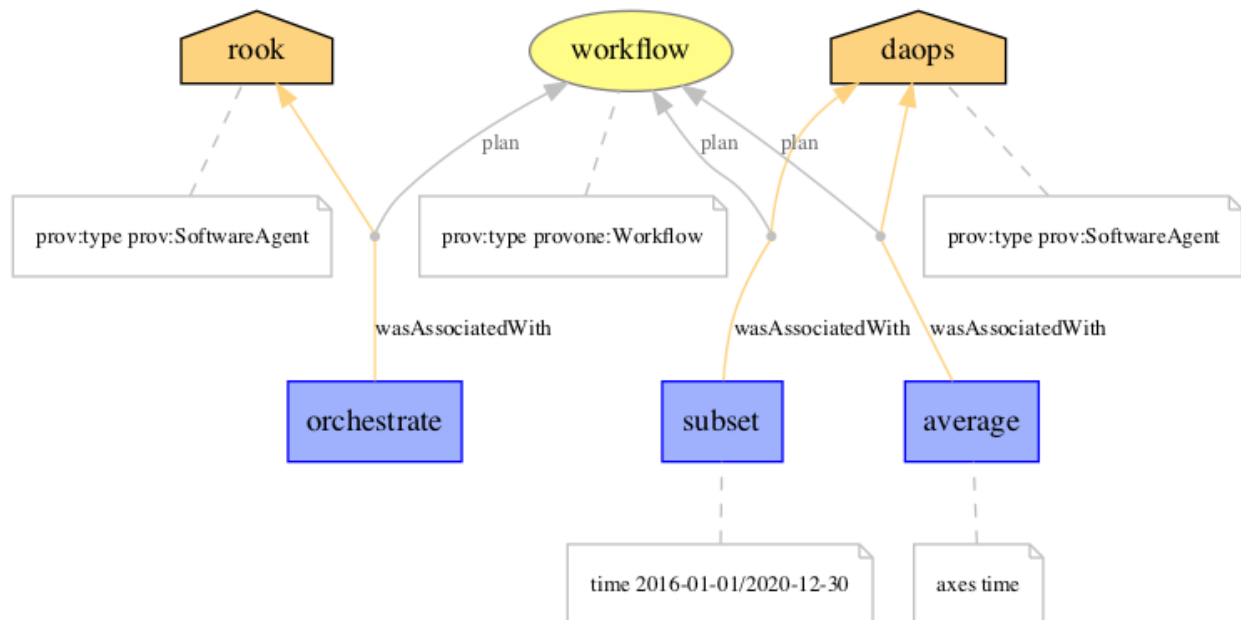 rook
workflow
daops
plan
plan
plan
prov:type prov:SoftwareAgent
prov:type provone:Workflow
prov:type prov:SoftwareAgent
wasAssociatedWith
wasAssociatedWith
wasAssociatedWith
orchestrate
subset
average
time 2016-01-01/2020-12-30
axes time